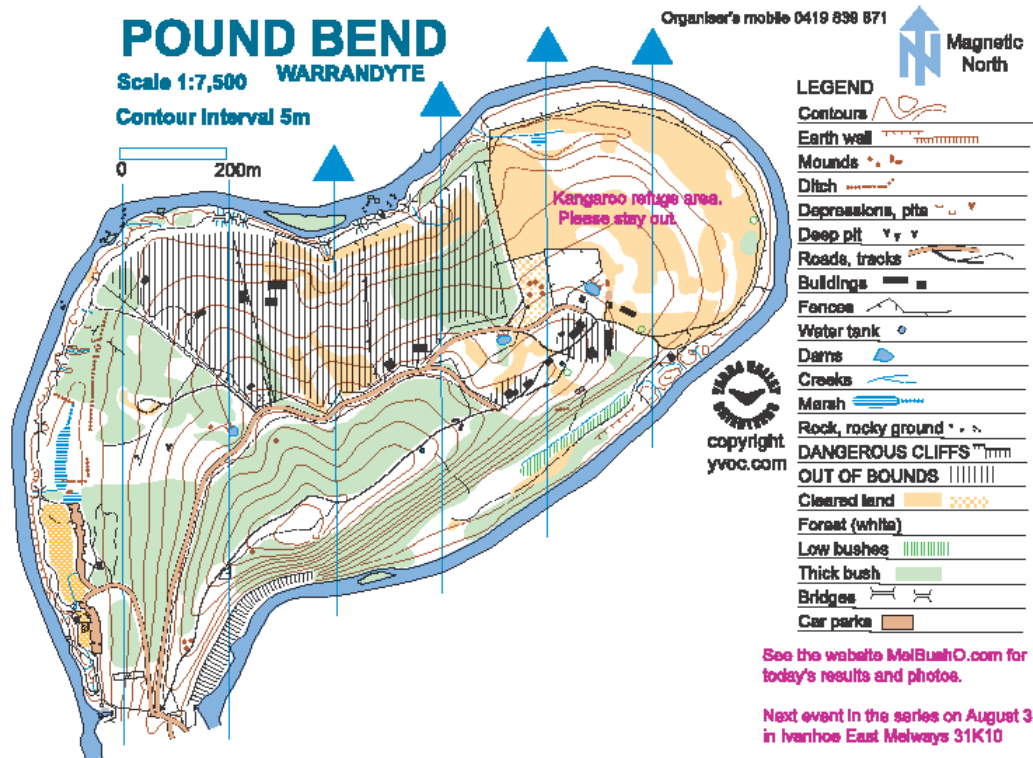 POUND BEND
WARRANDYTE
Scale 1:7,500
Contour Interval 5m
0 200m
Organiser's mobile 0419 839 871
Magnetic
North
N
Kangaroo refuge area.
Please stay out.
YARRA VALLEY
copyright
yvoc.com
LEGEND
Contours
Earth wall
Mounds
Ditch
Depressions, pits
Deep pit
Roads, tracks
Buildings
Fences
Water tank
Dams
Creeks
Marsh
Rock, rocky ground
DANGEROUS CLIFFS
OUT OF BOUNDS
Cleared land
Forest (white)
Low bushes
Thick bush
Bridges
Car parks
See the website MelBushO.com for
today's results and photos.
Next event in the series on August 3
in Ivanhoe East Melways 31K10